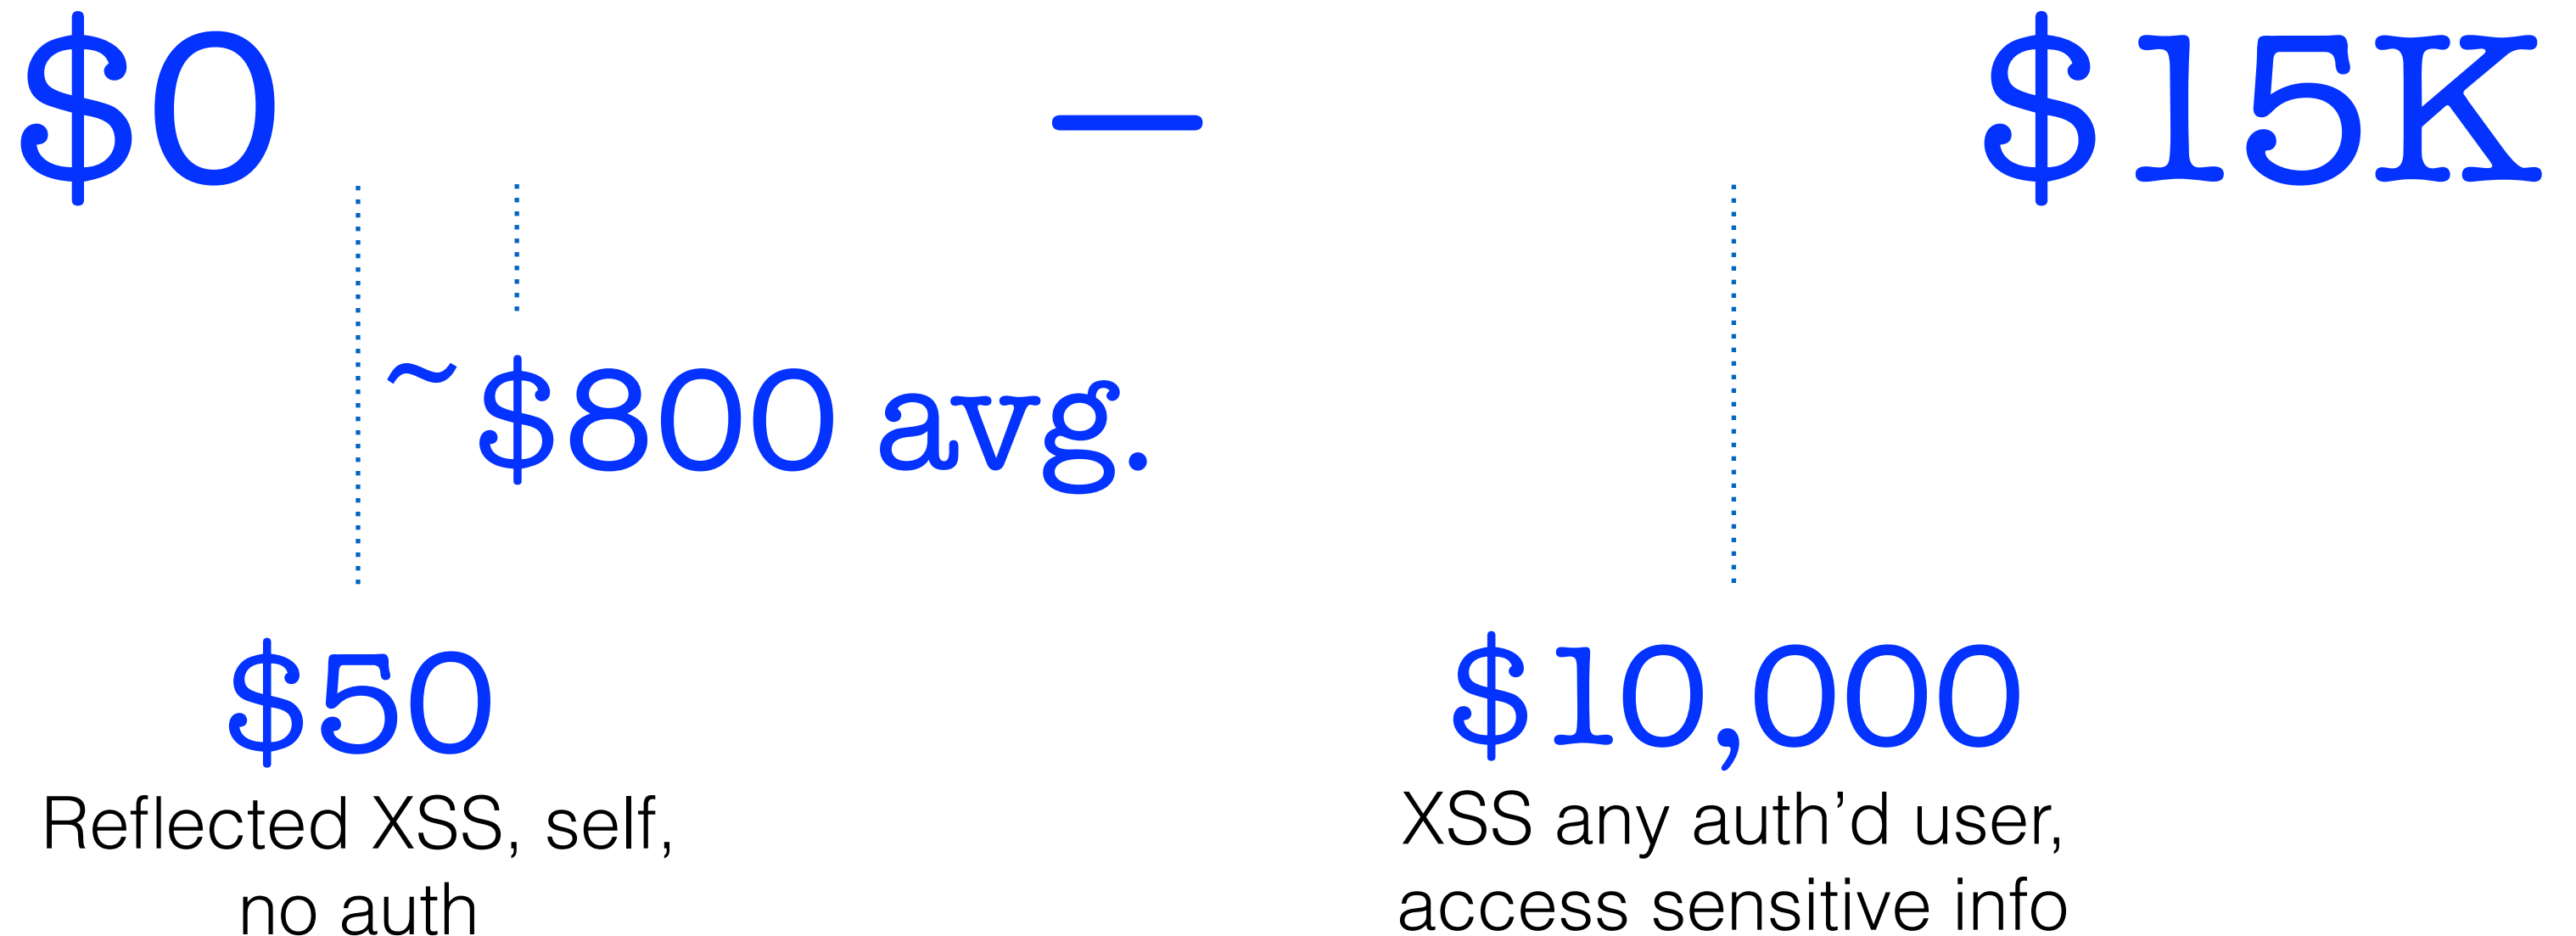 $0 — $15K
~$800 avg.
$50
Reflected XSS, self,
no auth
$10,000
XSS any auth’d user,
access sensitive info